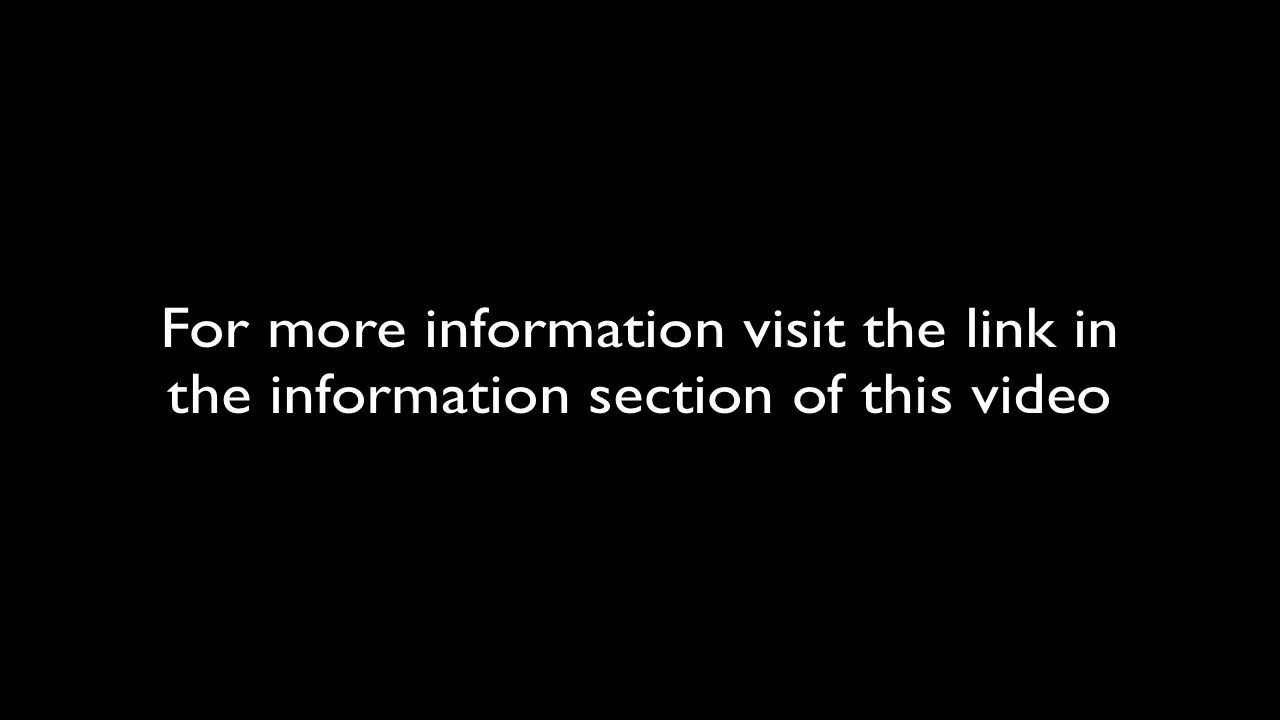 For more information visit the link in
the information section of this video